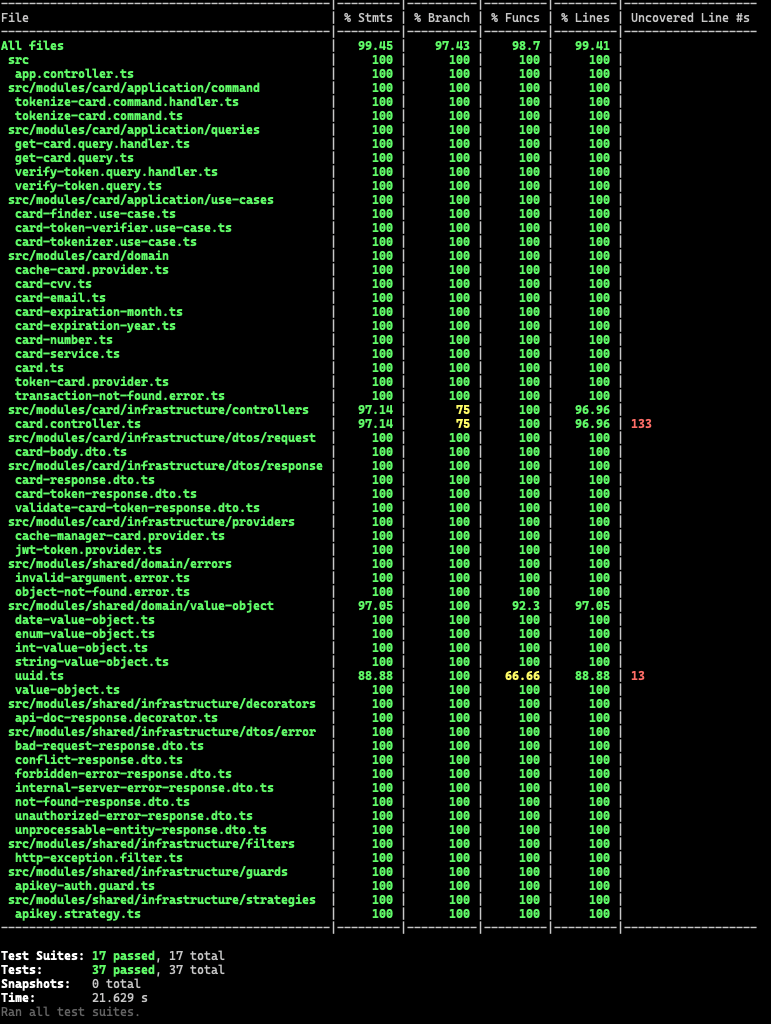 File | % Stmts | % Branch | % Funcs | % Lines | Uncovered Line #s
All files | 99.45 | 97.43 | 98.7 | 99.41 |
src | 100 | 100 | 100 | 100 |
app.controller.ts | 100 | 100 | 100 | 100 |
src/modules/card/application/command | 100 | 100 | 100 | 100 |
tokenize-card.command.handler.ts | 100 | 100 | 100 | 100 |
tokenize-card.command.ts | 100 | 100 | 100 | 100 |
src/modules/card/application/queries | 100 | 100 | 100 | 100 |
get-card.query.handler.ts | 100 | 100 | 100 | 100 |
get-card.query.ts | 100 | 100 | 100 | 100 |
verify-token.query.handler.ts | 100 | 100 | 100 | 100 |
verify-token.query.ts | 100 | 100 | 100 | 100 |
src/modules/card/application/use-cases | 100 | 100 | 100 | 100 |
card-finder.use-case.ts | 100 | 100 | 100 | 100 |
card-token-verifier.use-case.ts | 100 | 100 | 100 | 100 |
card-tokenizer.use-case.ts | 100 | 100 | 100 | 100 |
src/modules/card/domain | 100 | 100 | 100 | 100 |
cache-card.provider.ts | 100 | 100 | 100 | 100 |
card-cvv.ts | 100 | 100 | 100 | 100 |
card-email.ts | 100 | 100 | 100 | 100 |
card-expiration-month.ts | 100 | 100 | 100 | 100 |
card-expiration-year.ts | 100 | 100 | 100 | 100 |
card-number.ts | 100 | 100 | 100 | 100 |
card-service.ts | 100 | 100 | 100 | 100 |
card.ts | 100 | 100 | 100 | 100 |
token-card.provider.ts | 100 | 100 | 100 | 100 |
transaction-not-found.error.ts | 100 | 100 | 100 | 100 |
src/modules/card/infrastructure/controllers | 97.14 | 75 | 100 | 96.96 |
card.controller.ts | 97.14 | 75 | 100 | 96.96 | 133
src/modules/card/infrastructure/dtos/request | 100 | 100 | 100 | 100 |
card-body.dto.ts | 100 | 100 | 100 | 100 |
src/modules/card/infrastructure/dtos/response | 100 | 100 | 100 | 100 |
card-response.dto.ts | 100 | 100 | 100 | 100 |
card-token-response.dto.ts | 100 | 100 | 100 | 100 |
validate-card-token-response.dto.ts | 100 | 100 | 100 | 100 |
src/modules/card/infrastructure/providers | 100 | 100 | 100 | 100 |
cache-manager-card.provider.ts | 100 | 100 | 100 | 100 |
jwt-token.provider.ts | 100 | 100 | 100 | 100 |
src/modules/shared/domain/errors | 100 | 100 | 100 | 100 |
invalid-argument.error.ts | 100 | 100 | 100 | 100 |
object-not-found.error.ts | 100 | 100 | 100 | 100 |
src/modules/shared/domain/value-object | 97.05 | 100 | 92.3 | 97.05 |
date-value-object.ts | 100 | 100 | 100 | 100 |
enum-value-object.ts | 100 | 100 | 100 | 100 |
int-value-object.ts | 100 | 100 | 100 | 100 |
string-value-object.ts | 100 | 100 | 100 | 100 |
uuid.ts | 88.88 | 100 | 66.66 | 88.88 | 13
value-object.ts | 100 | 100 | 100 | 100 |
src/modules/shared/infrastructure/decorators | 100 | 100 | 100 | 100 |
api-doc-response.decorator.ts | 100 | 100 | 100 | 100 |
src/modules/shared/infrastructure/dtos/error | 100 | 100 | 100 | 100 |
bad-request-response.dto.ts | 100 | 100 | 100 | 100 |
conflict-response.dto.ts | 100 | 100 | 100 | 100 |
forbidden-error-response.dto.ts | 100 | 100 | 100 | 100 |
internal-server-error-response.dto.ts | 100 | 100 | 100 | 100 |
not-found-response.dto.ts | 100 | 100 | 100 | 100 |
unauthorized-error-response.dto.ts | 100 | 100 | 100 | 100 |
unprocessable-entity-response.dto.ts | 100 | 100 | 100 | 100 |
src/modules/shared/infrastructure/filters | 100 | 100 | 100 | 100 |
http-exception.filter.ts | 100 | 100 | 100 | 100 |
src/modules/shared/infrastructure/guards | 100 | 100 | 100 | 100 |
apikey-auth.guard.ts | 100 | 100 | 100 | 100 |
src/modules/shared/infrastructure/strategies | 100 | 100 | 100 | 100 |
apikey.strategy.ts | 100 | 100 | 100 | 100 |
Test Suites: 17 passed, 17 total
Tests: 37 passed, 37 total
Snapshots: 0 total
Time: 21.629 s
Ran all test suites.